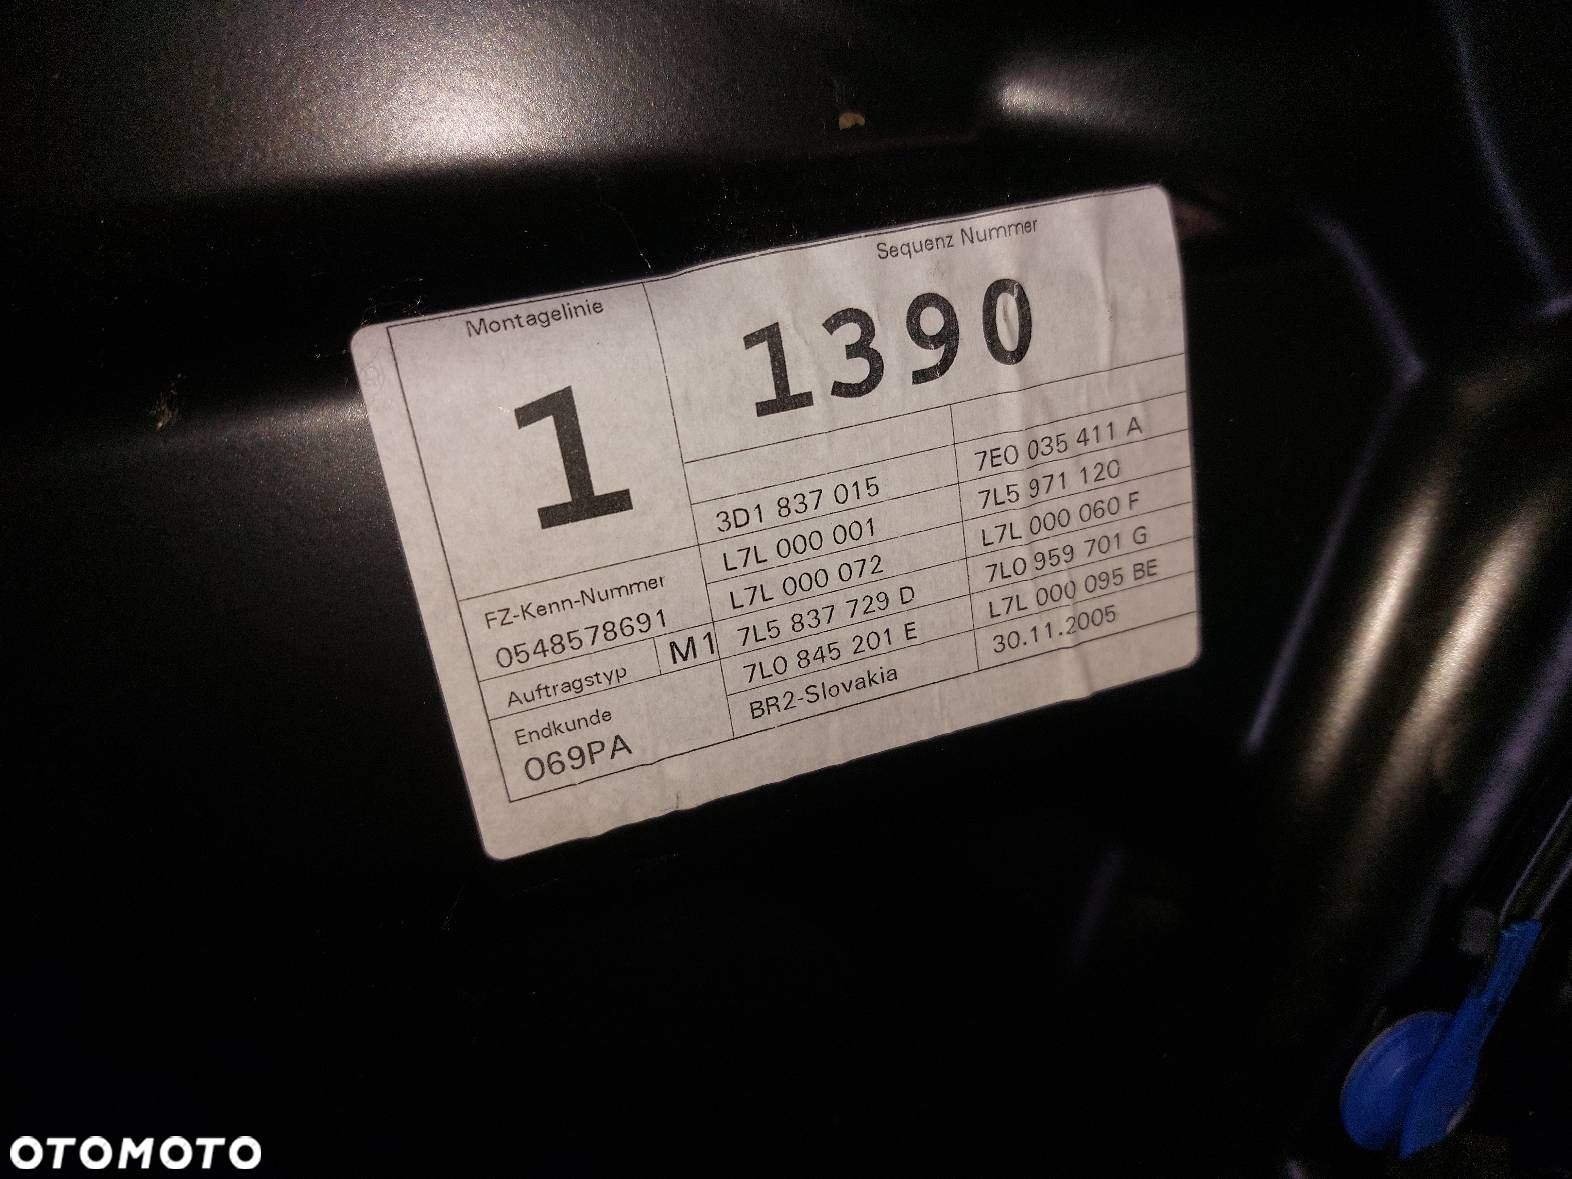 Montagelinie
1
Sequenz Nummer
1390
3D1 837 015 7E0 035 411 A
L7L 000 001 7L5 971 120
L7L 000 072 L7L 000 060 F
7L5 837 729 D 7L0 959 701 G
7L0 845 201 E L7L 000 095 BE
BR2-Slovakia 30.11.2005
FZ-Kenn-Nummer
0548578691
Auftragstyp M1
Endkunde
069PA
OTOMOTO